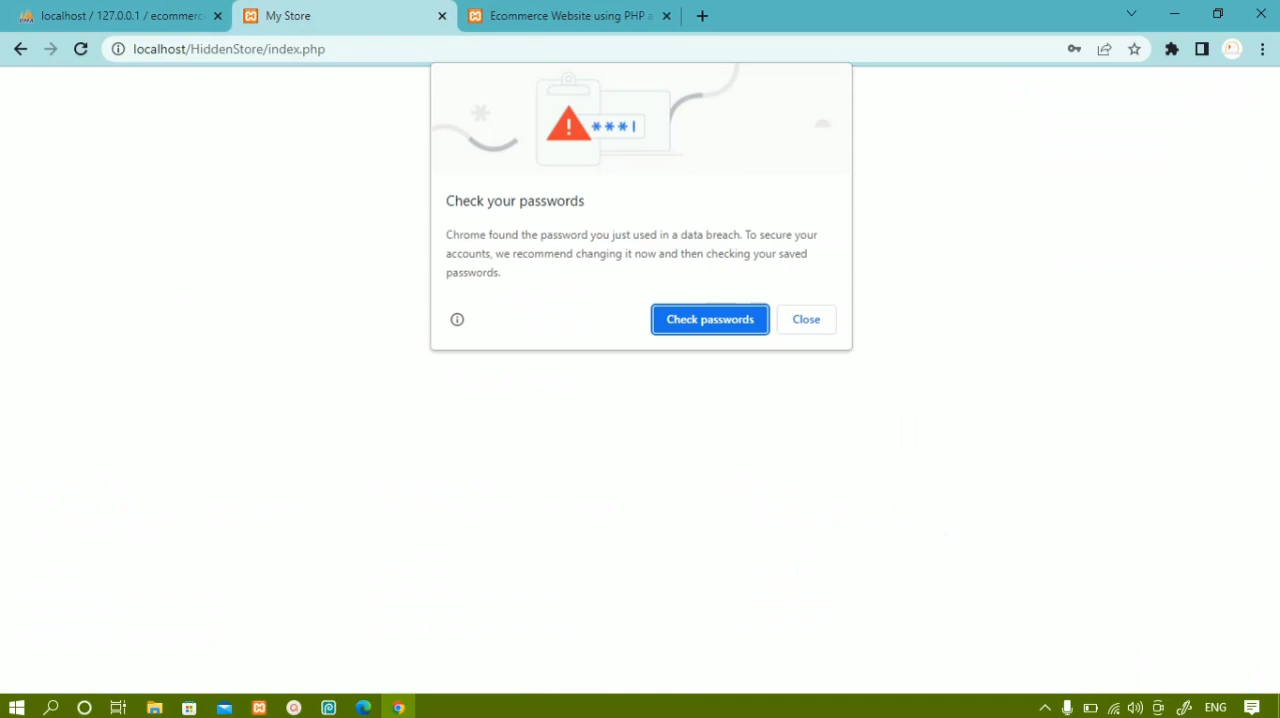 localhost / 127.0.0.1 / ecommerc
My Store
Ecommerce Website using PHP a
localhost/HiddenStore/index.php
***
Check your passwords
Chrome found the password you just used in a data breach. To secure your
accounts, we recommend changing it now and then checking your saved
passwords.
Check passwords
Close
ENG